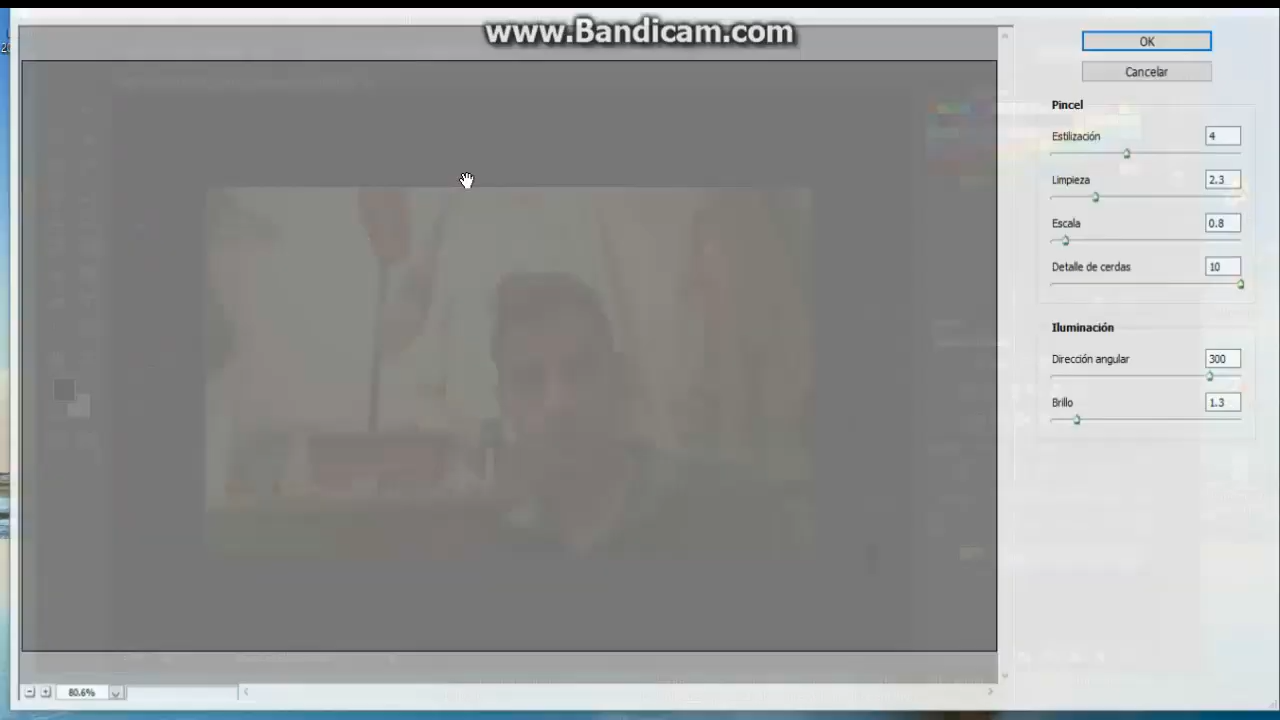 www.Bandicam.com
OK
Cancelar
Pincel
Estilización
4
Limpieza
2.3
Escala
0.8
Detalle de cerdas
10
Iluminación
Dirección angular
300
Brillo
1.3
80.6%